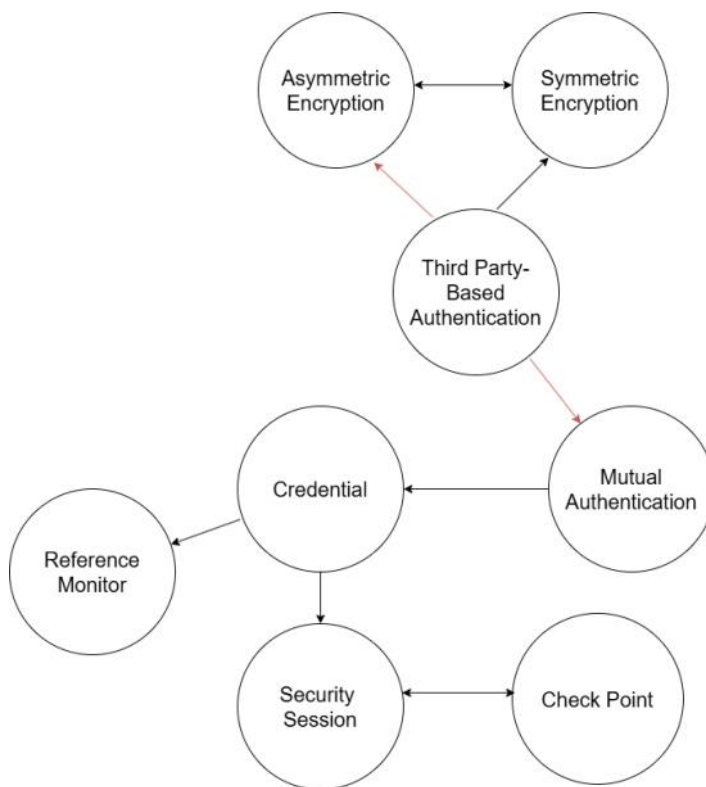 Asymmetric
Encryption
Symmetric
Encryption
Third Party-
Based
Authentication
Credential
Mutual
Authentication
Reference
Monitor
Security
Session
Check Point